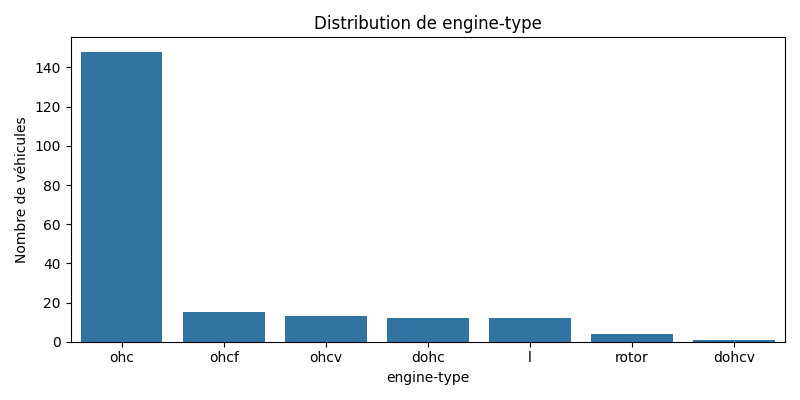 Distribution de engine-type
Nombre de véhicules
140
120
100
80
60
40
20
0
ohc ohcf ohcv dohc l rotor dohcv
engine-type